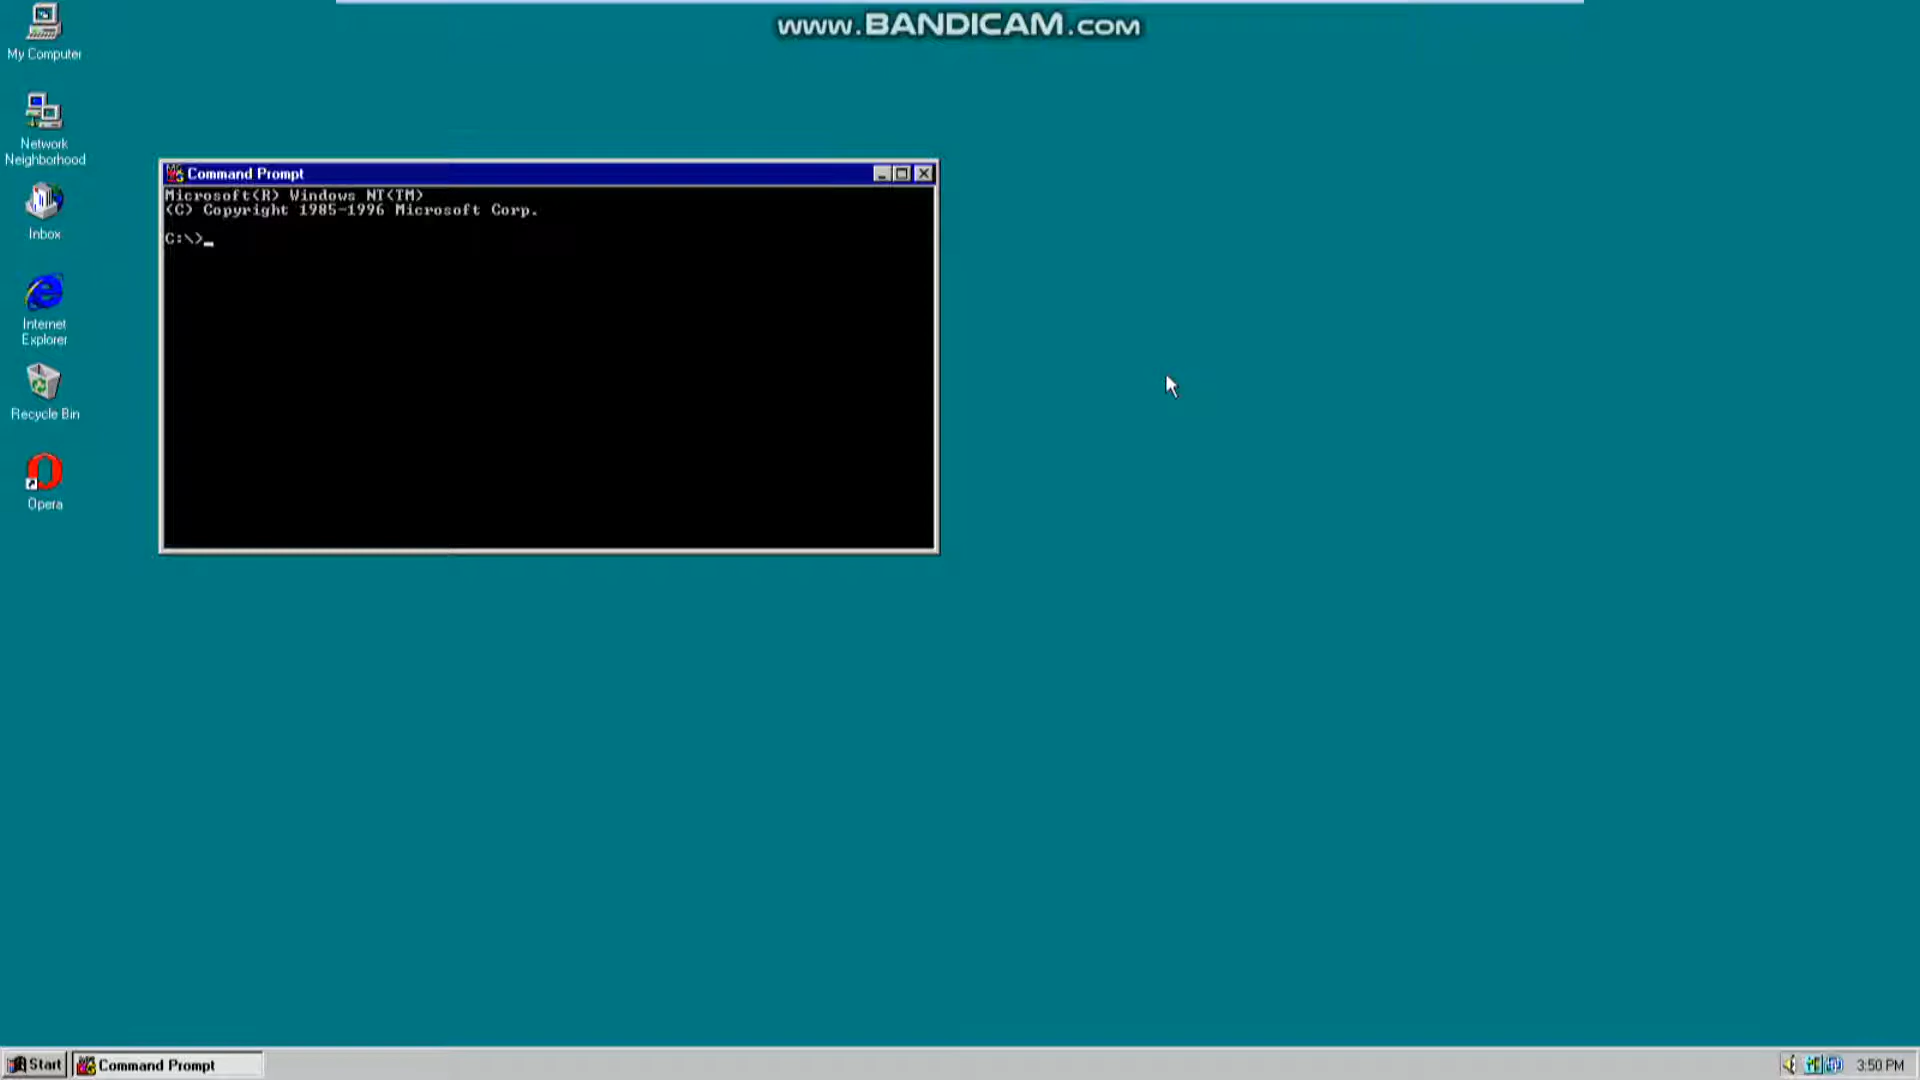 www.BANDICAM.com
My Computer
Network
Neighborhood
Inbox
Internet
Explorer
Recycle Bin
Opera
Command Prompt
Microsoft(R) Windows NT(TM)
(C) Copyright 1985-1996 Microsoft Corp.
C:\>_
Start
Command Prompt
3:50 PM